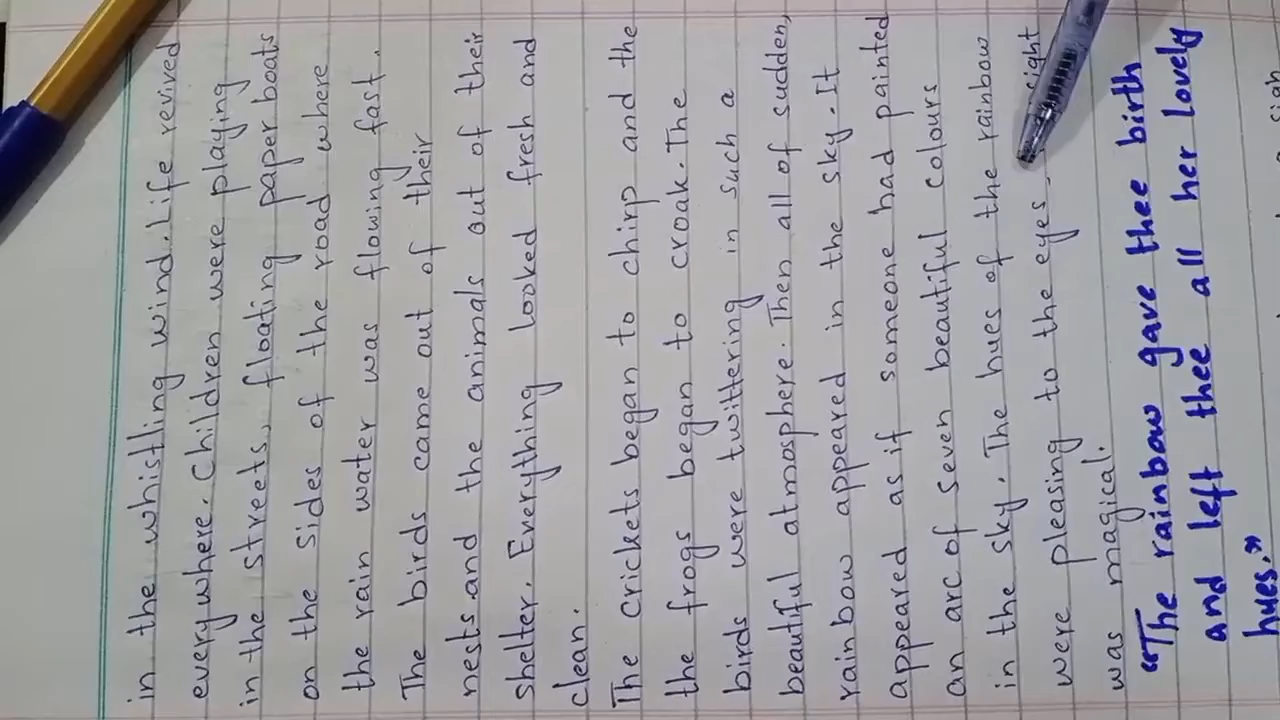 in the whistling wind. Life revived
everywhere. Children were playing
in the streets, floating paper boats
on the sides of the road where
the rain water was flowing fast.
The birds came out of their
nests and the animals out of their
shelter. Everything looked fresh and
clean.
The crickets began to chirp and the
the frogs began to croak. The
birds were twittering in such a
beautiful atmosphere. Then all of sudden,
rainbow appeared in the sky. It
appeared as if someone had painted
an arc of seven beautiful colours
in the sky. The hues of the rainbow
were pleasing to the eyes.
was magical.
"The rainbow gave thee birth
and left thee all her lovely
hues."